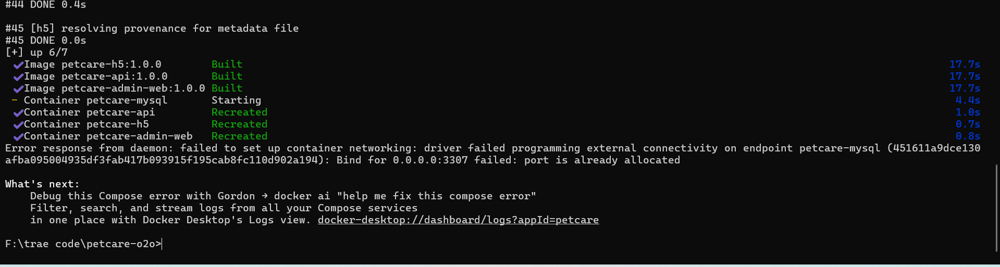 #44 DONE 0.4s
#45 [h5] resolving provenance for metadata file
#45 DONE 0.0s
[+] up 6/7
✔Image petcare-h5:1.0.0 Built 17.7s
✔Image petcare-api:1.0.0 Built 17.7s
✔Image petcare-admin-web:1.0.0 Built 17.7s
- Container petcare-mysql Starting 4.4s
✔Container petcare-api Recreated 1.0s
✔Container petcare-h5 Recreated 0.7s
✔Container petcare-admin-web Recreated 0.8s
Error response from daemon: failed to set up container networking: driver failed programming external connectivity on endpoint petcare-mysql (451611a9dce130
afba095004935df3fab417b093915f195cab8fc110d902a194): Bind for 0.0.0.0:3307 failed: port is already allocated
What's next:
Debug this Compose error with Gordon → docker ai "help me fix this compose error"
Filter, search, and stream logs from all your Compose services
in one place with Docker Desktop's Logs view. docker-desktop://dashboard/logs?appId=petcare
F:\trae code\petcare-o2o>